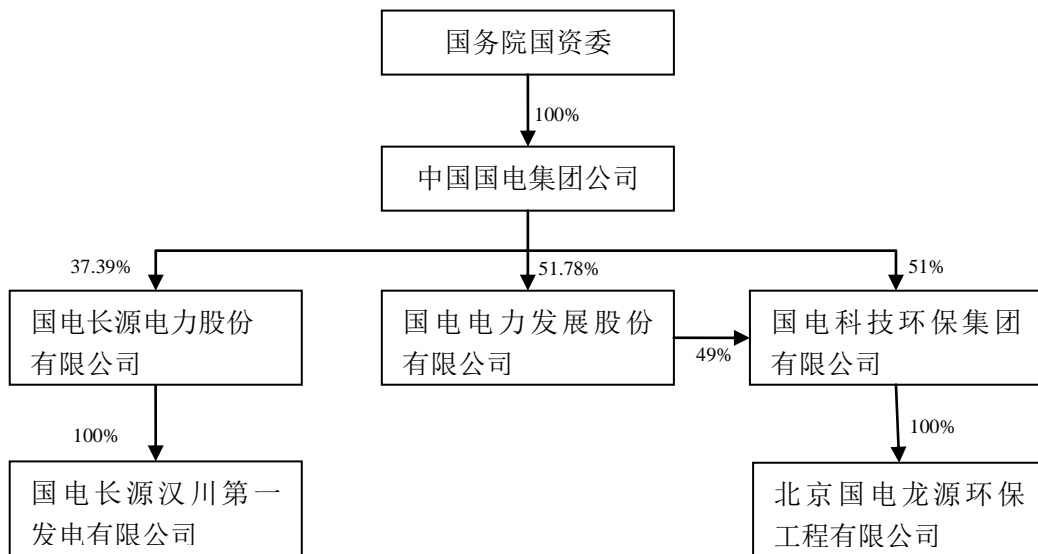 国务院国资委
100%
中国国电集团公司
37.39%
51.78%
51%
国电长源电力股份
有限公司
国电电力发展股份
有限公司
49%
国电科技环保集团
有限公司
100%
100%
国电长源汉川第一
发电有限公司
北京国电龙源环保
工程有限公司